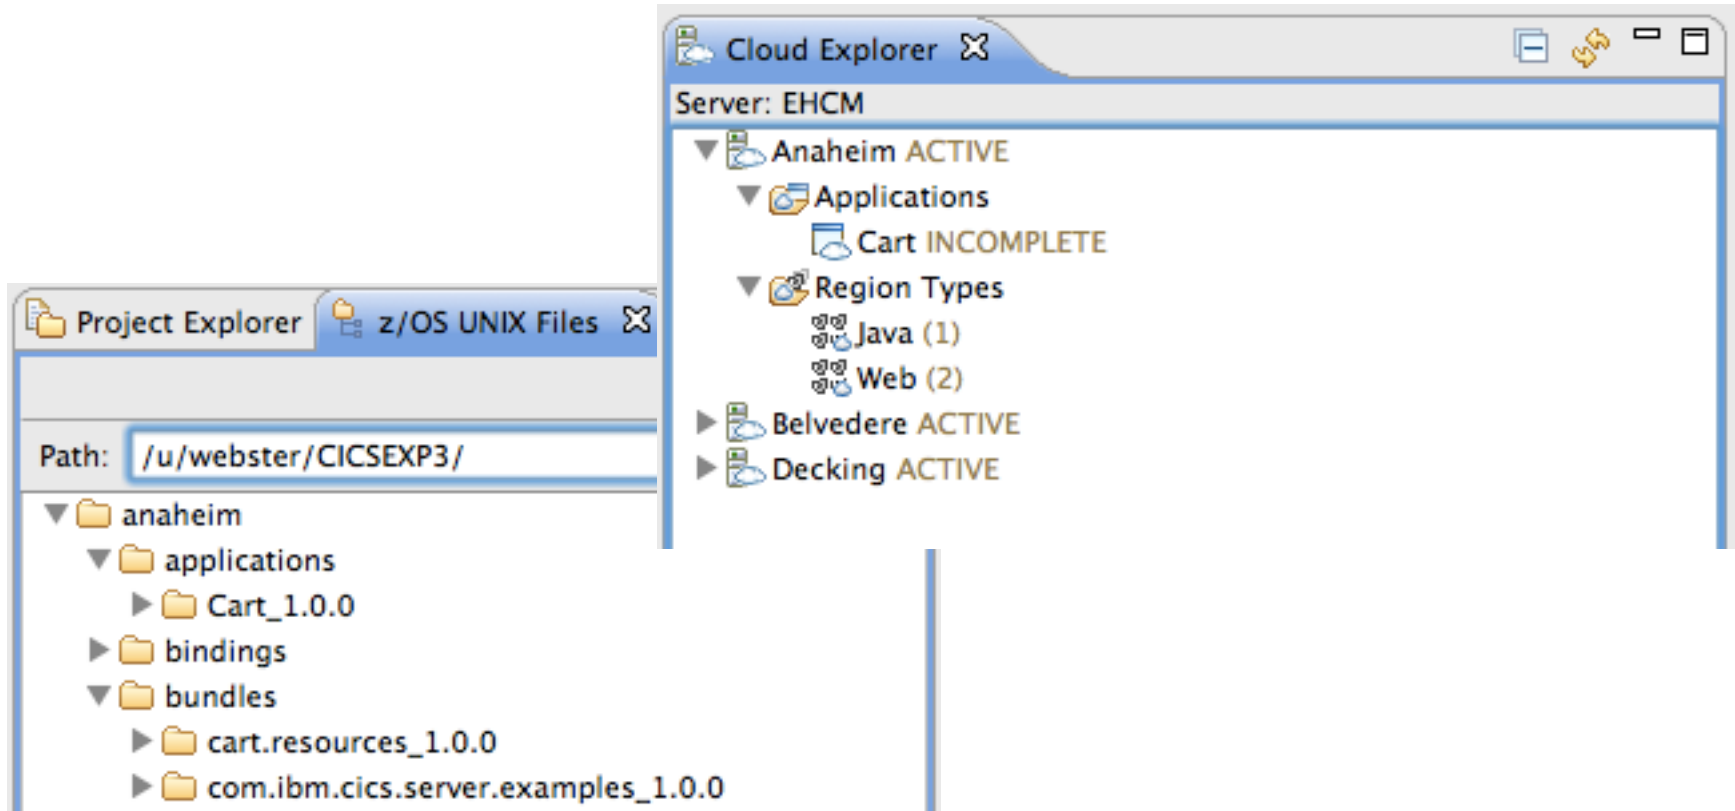 Cloud Explorer
Server: EHCM
Anaheim ACTIVE
Applications
Cart INCOMPLETE
Region Types
Java (1)
Web (2)
Belvedere ACTIVE
Decking ACTIVE
Project Explorer z/OS UNIX Files
Path: /u/webster/CICSEXP3/
anaheim
applications
Cart_1.0.0
bindings
bundles
cart.resources_1.0.0
com.ibm.cics.server.examples_1.0.0